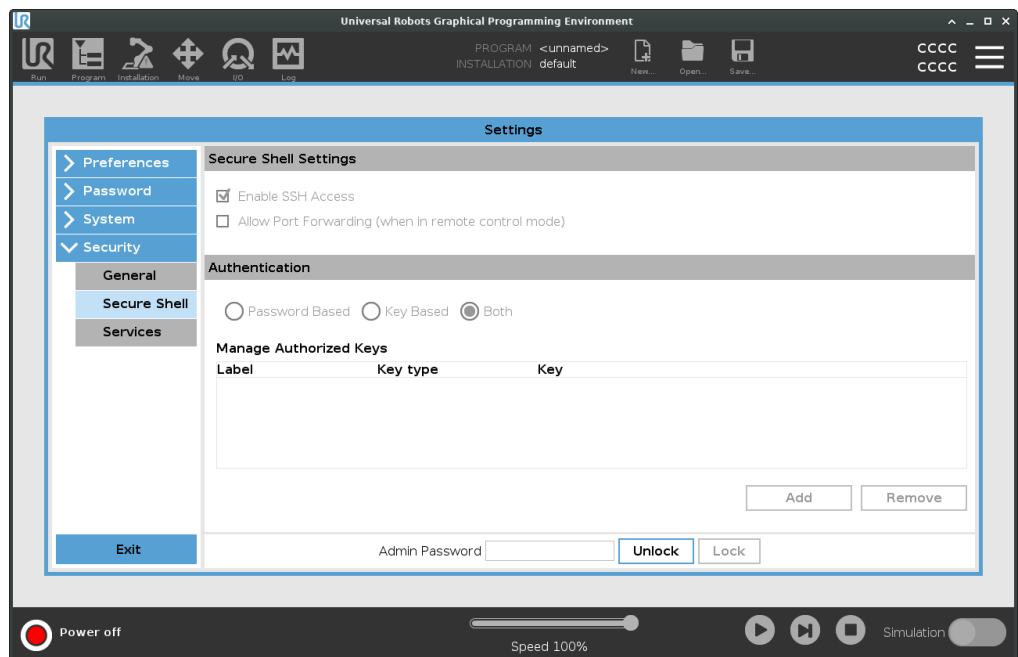 UR Universal Robots Graphical Programming Environment
UR
Run Program Installation Move I/O Log
PROGRAM <unnamed>
INSTALLATION default
New... Open... Save...
CCCC
CCCC
Settings
Preferences
Password
System
Security
General
Secure Shell
Services
Exit
Secure Shell Settings
Enable SSH Access
Allow Port Forwarding (when in remote control mode)
Authentication
Password Based Key Based Both
Manage Authorized Keys
Label Key type Key
Add Remove
Admin Password Unlock Lock
Power off
Speed 100%
Simulation